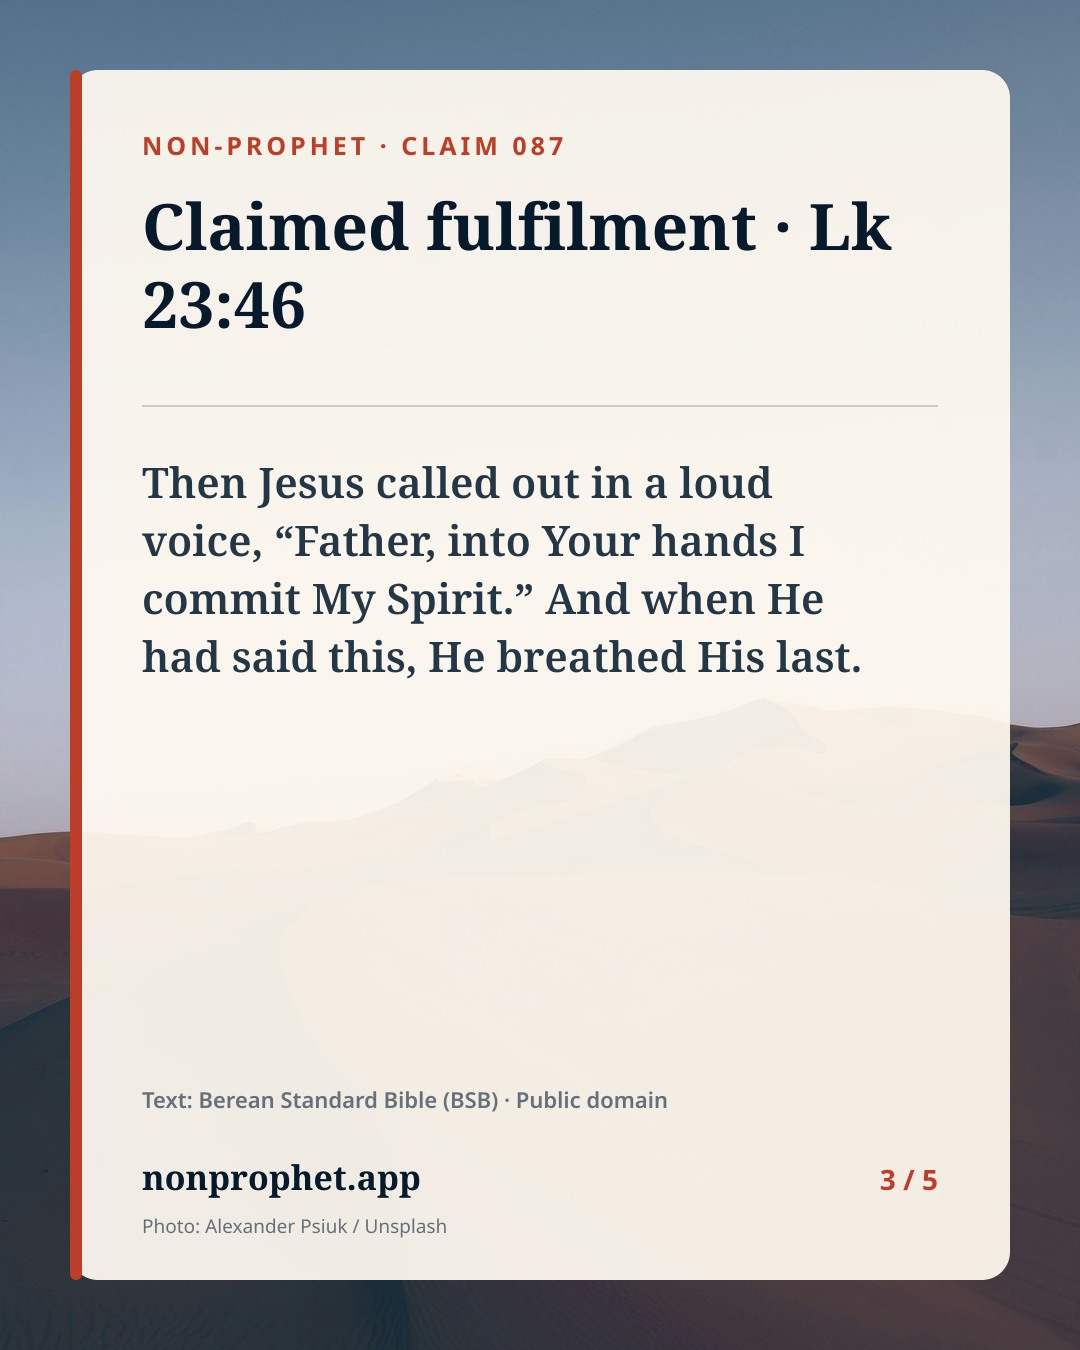 NON-PROPHET · CLAIM 087
Claimed fulfilment · Lk
23:46
Then Jesus called out in a loud
voice, “Father, into Your hands I
commit My Spirit.” And when He
had said this, He breathed His last.
Text: Berean Standard Bible (BSB) · Public domain
nonprophet.app
3 / 5
Photo: Alexander Psiuk / Unsplash